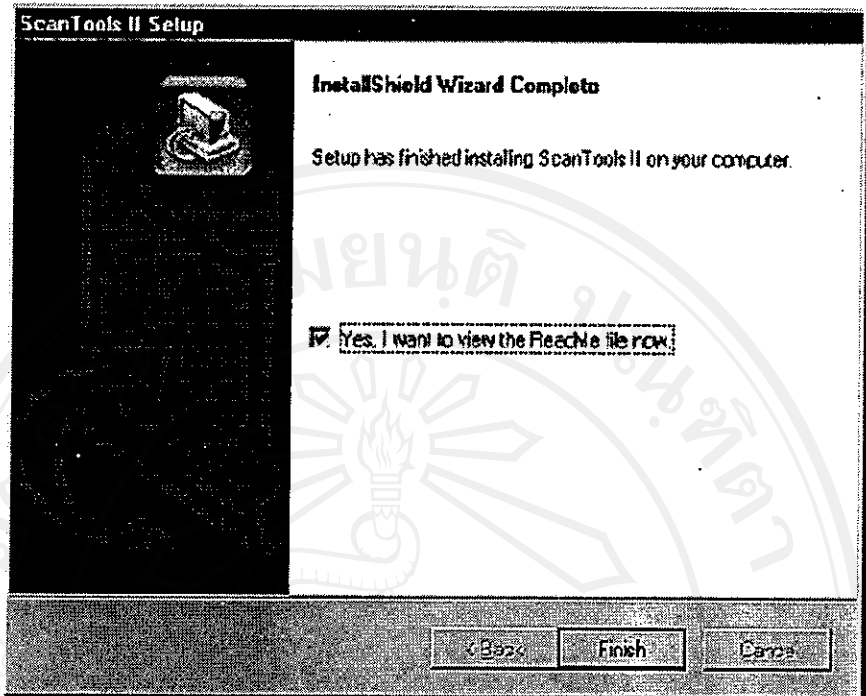 ScanTools II Setup
InstallShield Wizard Complete
Setup has finished installing ScanTools II on your computer.
Yes, I want to view the ReadMe file now.
< Back Finish Cancel